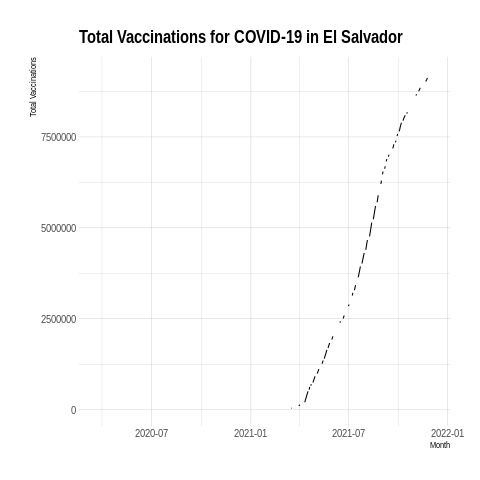 Total Vaccinations for COVID-19 in El Salvador
Total Vaccinations
7500000
5000000
2500000
0
2020-07
2021-01
2021-07
2022-01
Month